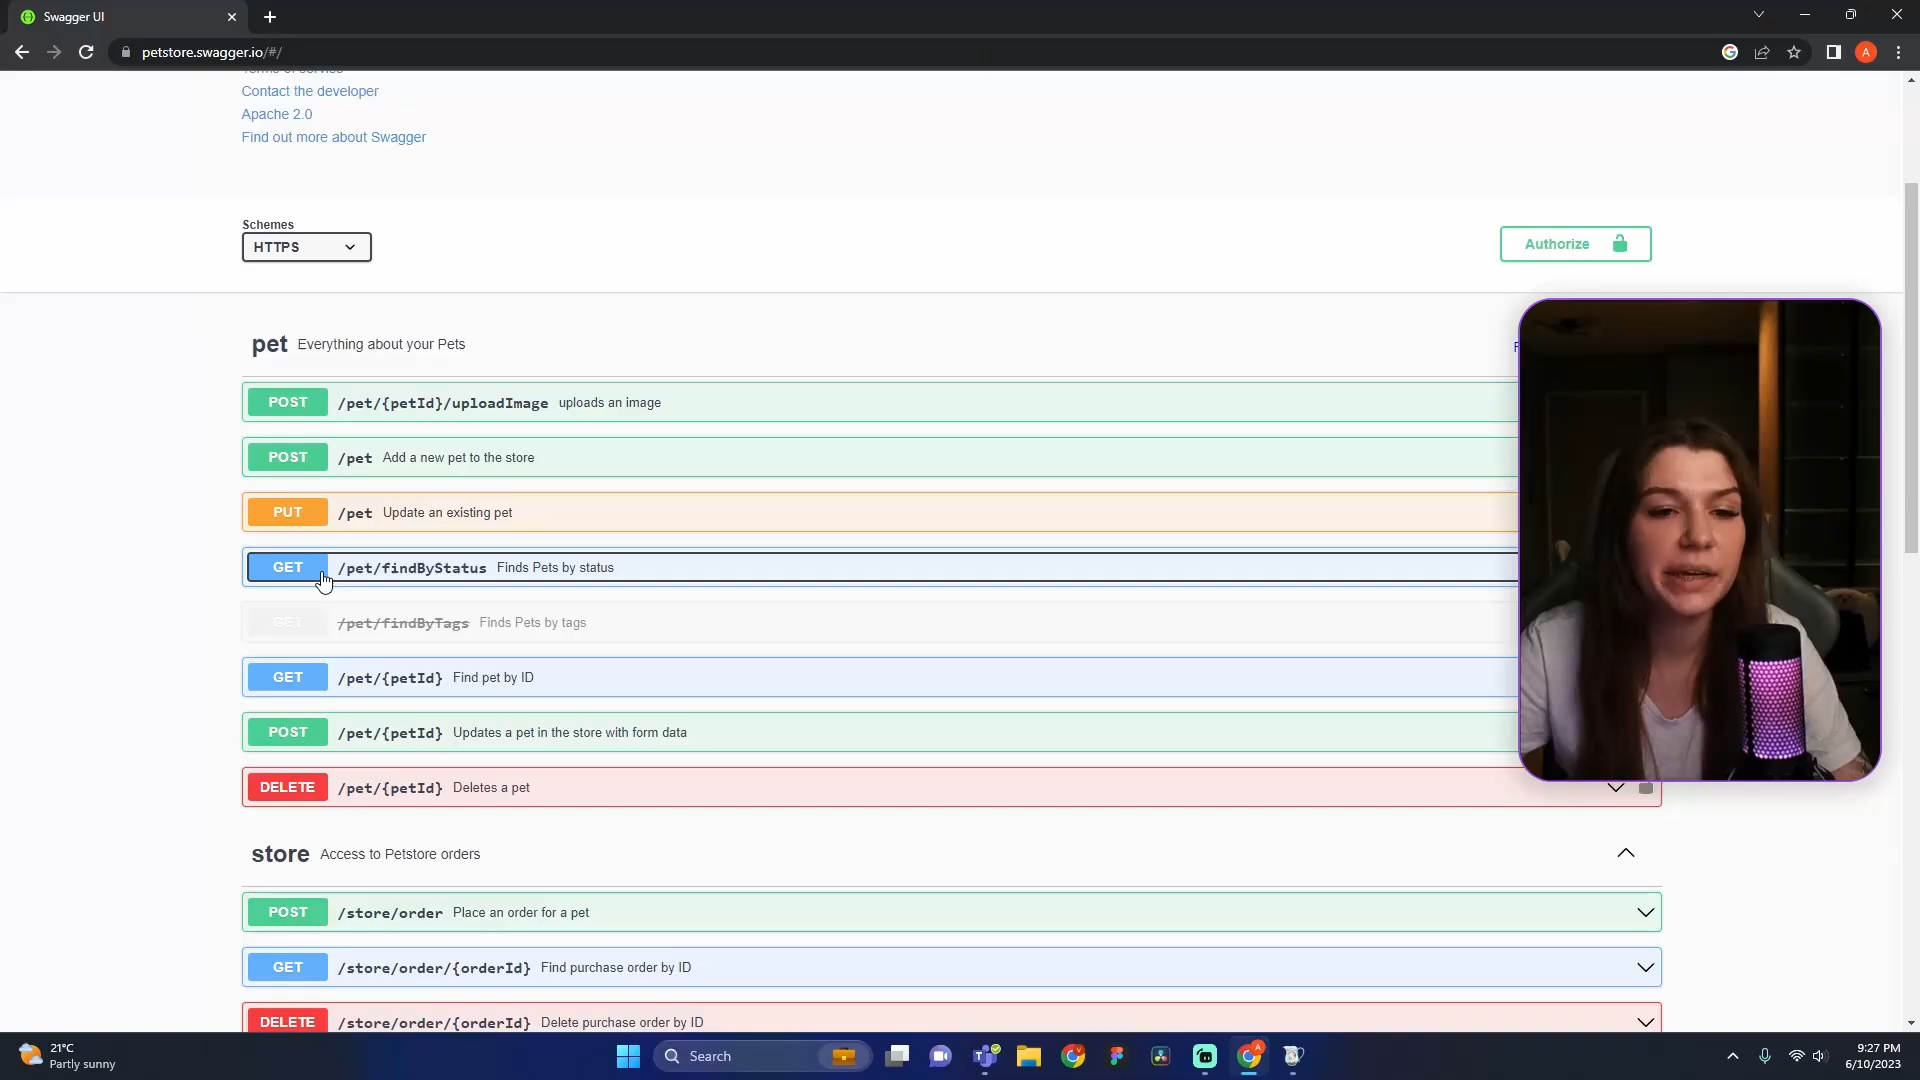 Swagger UI
petstore.swagger.io/#/
A
Terms of service
Contact the developer
Apache 2.0
Find out more about Swagger
Schemes
HTTPS
Authorize
pet Everything about your Pets
F
POST /pet/{petId}/uploadImage uploads an image
POST /pet Add a new pet to the store
PUT /pet Update an existing pet
GET /pet/findByStatus Finds Pets by status
GET /pet/findByTags Finds Pets by tags
GET /pet/{petId} Find pet by ID
POST /pet/{petId} Updates a pet in the store with form data
DELETE /pet/{petId} Deletes a pet
store Access to Petstore orders
POST /store/order Place an order for a pet
GET /store/order/{orderId} Find purchase order by ID
DELETE /store/order/{orderId} Delete purchase order by ID
21°C
Partly sunny
Search
9:27 PM
6/10/2023